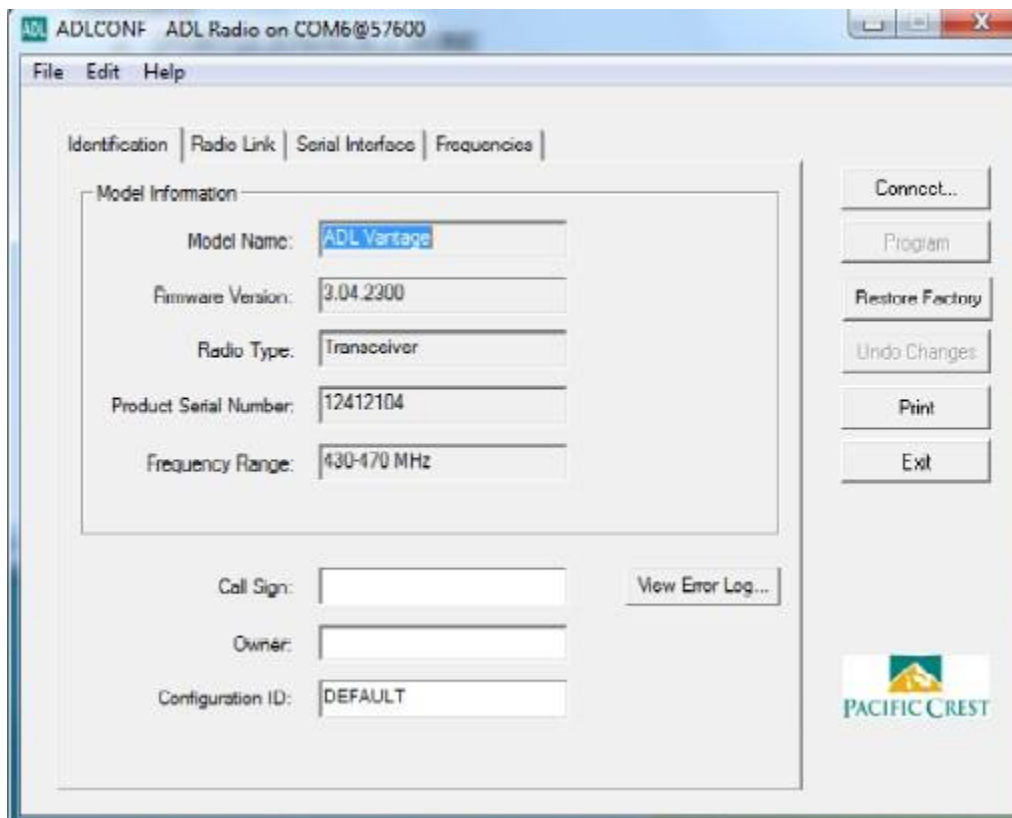 ADL ADLCONF ADL Radio on COM6@57600
File Edit Help
Identification Radio Link Serial Interface Frequencies
Model Information
Model Name: ADL Vantage
Firmware Version: 3.04.2300
Radio Type: Transceiver
Product Serial Number: 12412104
Frequency Range: 430-470 MHz
Call Sign:
View Error Log...
Owner:
Configuration ID: DEFAULT
Connect...
Program
Restore Factory
Undo Changes
Print
Exit
PACIFIC CREST